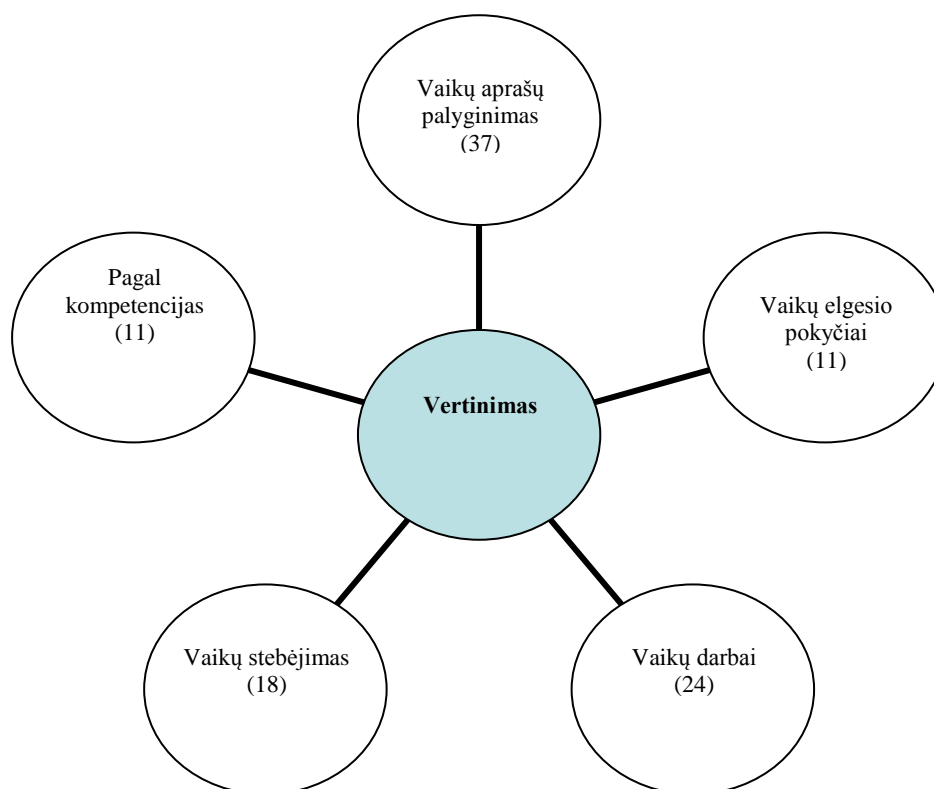 Vaikų aprašų
palyginimas
(37)
Pagal
kompetencijas
(11)
Vaikų elgesio
pokyčiai
(11)
Vertinimas
Vaikų stebėjimas
(18)
Vaikų darbai
(24)